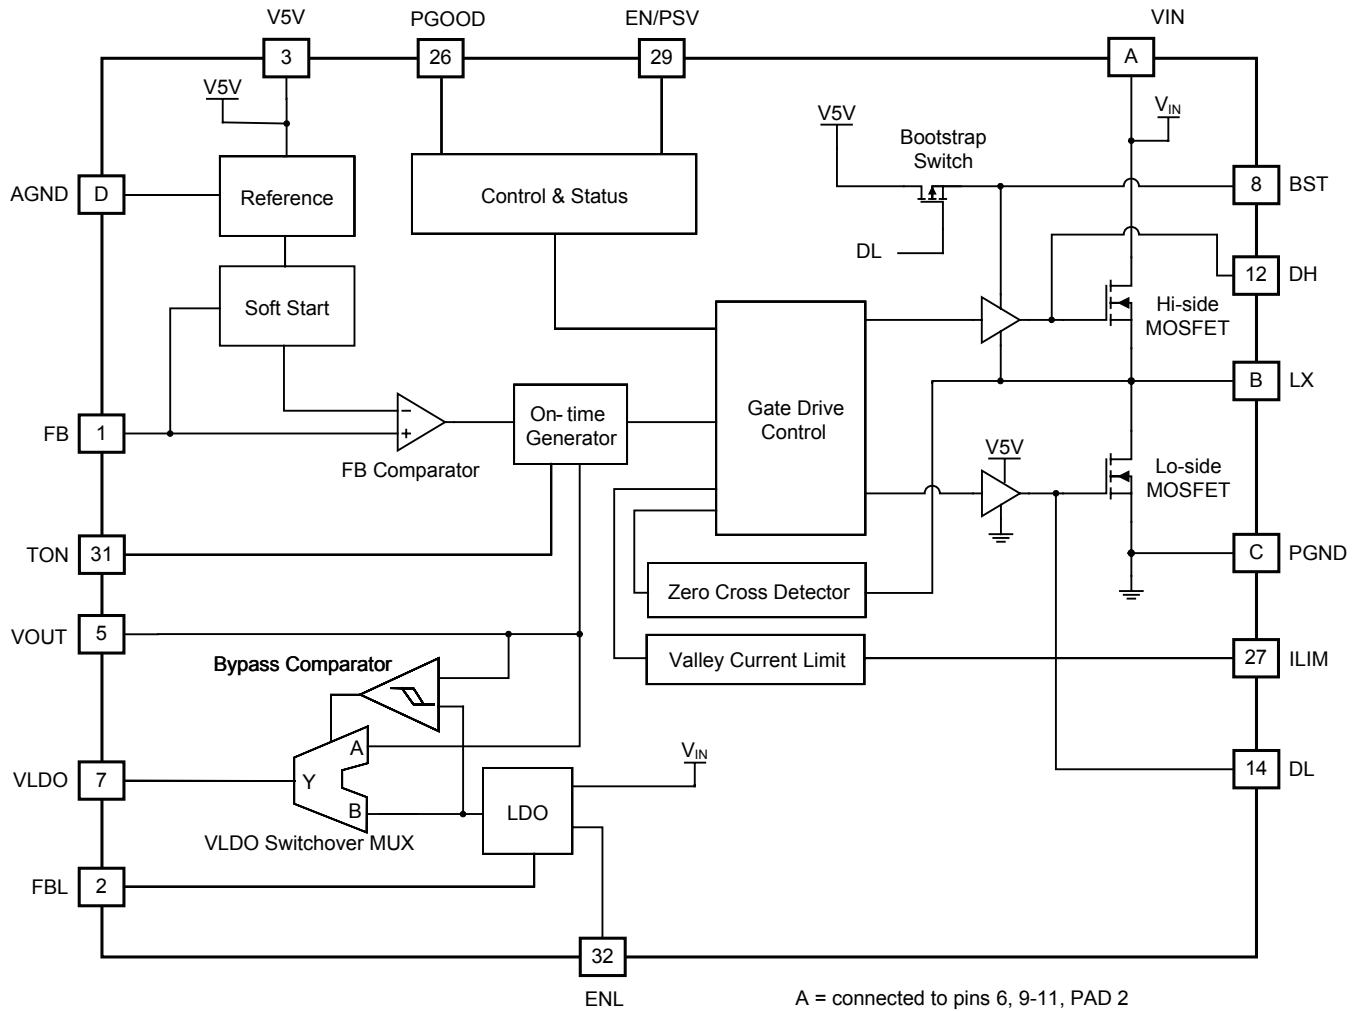 V5V
PGOOD
EN/PSV
VIN
3
26
29
A
V5V
V5V
Bootstrap
Switch
VIN
AGND
D
Reference
Control & Status
8
BST
DL
12
DH
Soft Start
Hi-side
MOSFET
FB
1
On-time
Generator
FB Comparator
Gate Drive
Control
B
LX
V5V
Lo-side
MOSFET
TON
31
C
PGND
Zero Cross Detector
VOUT
5
Bypass Comparator
Valley Current Limit
27
ILIM
A
VIN
VLDO
7
Y
B
LDO
14
DL
VLDO Switchover MUX
FBL
2
32
ENL
A = connected to pins 6, 9-11, PAD 2
−
+